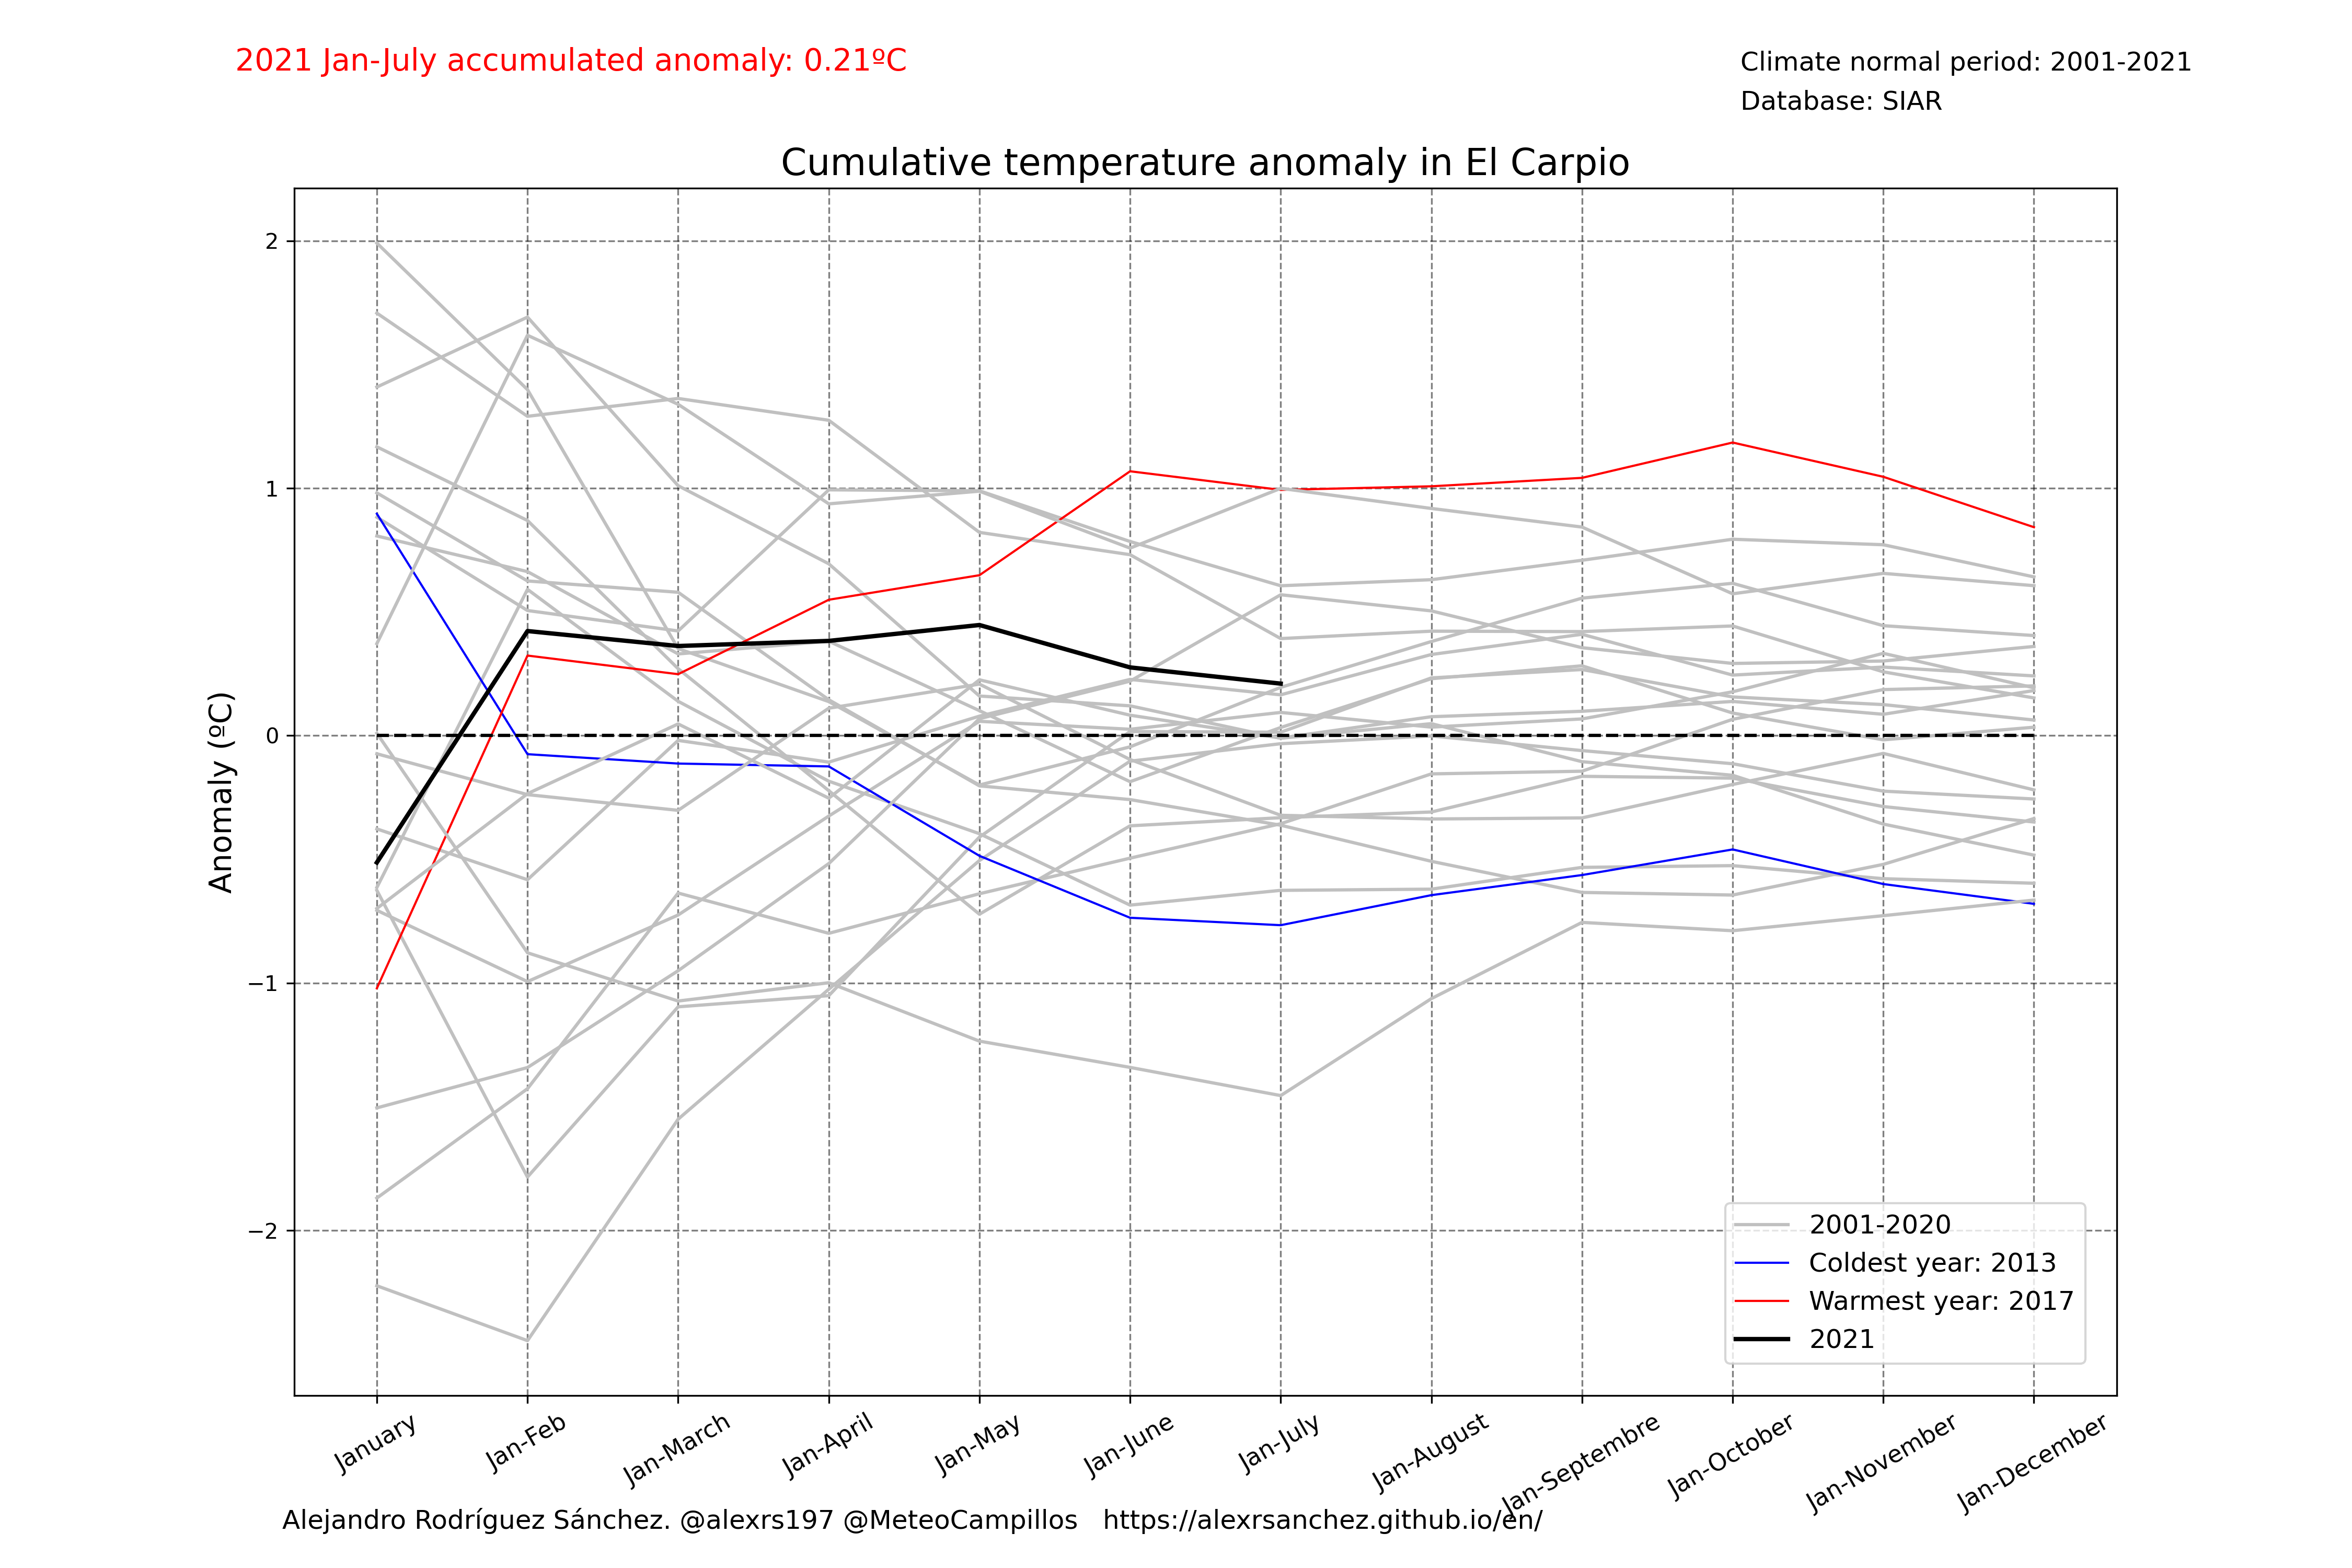 2021 Jan-July accumulated anomaly: 0.21ºC
Climate normal period: 2001-2021
Database: SIAR
Cumulative temperature anomaly in El Carpio
Anomaly (ºC)
2
1
0
−1
−2
2001-2020
Coldest year: 2013
Warmest year: 2017
2021
January
Jan-Feb
Jan-March
Jan-April
Jan-May
Jan-June
Jan-July
Jan-August
Jan-Septembre
Jan-October
Jan-November
Jan-December
Alejandro Rodríguez Sánchez. @alexrs197 @MeteoCampillos   https://alexrsanchez.github.io/en/